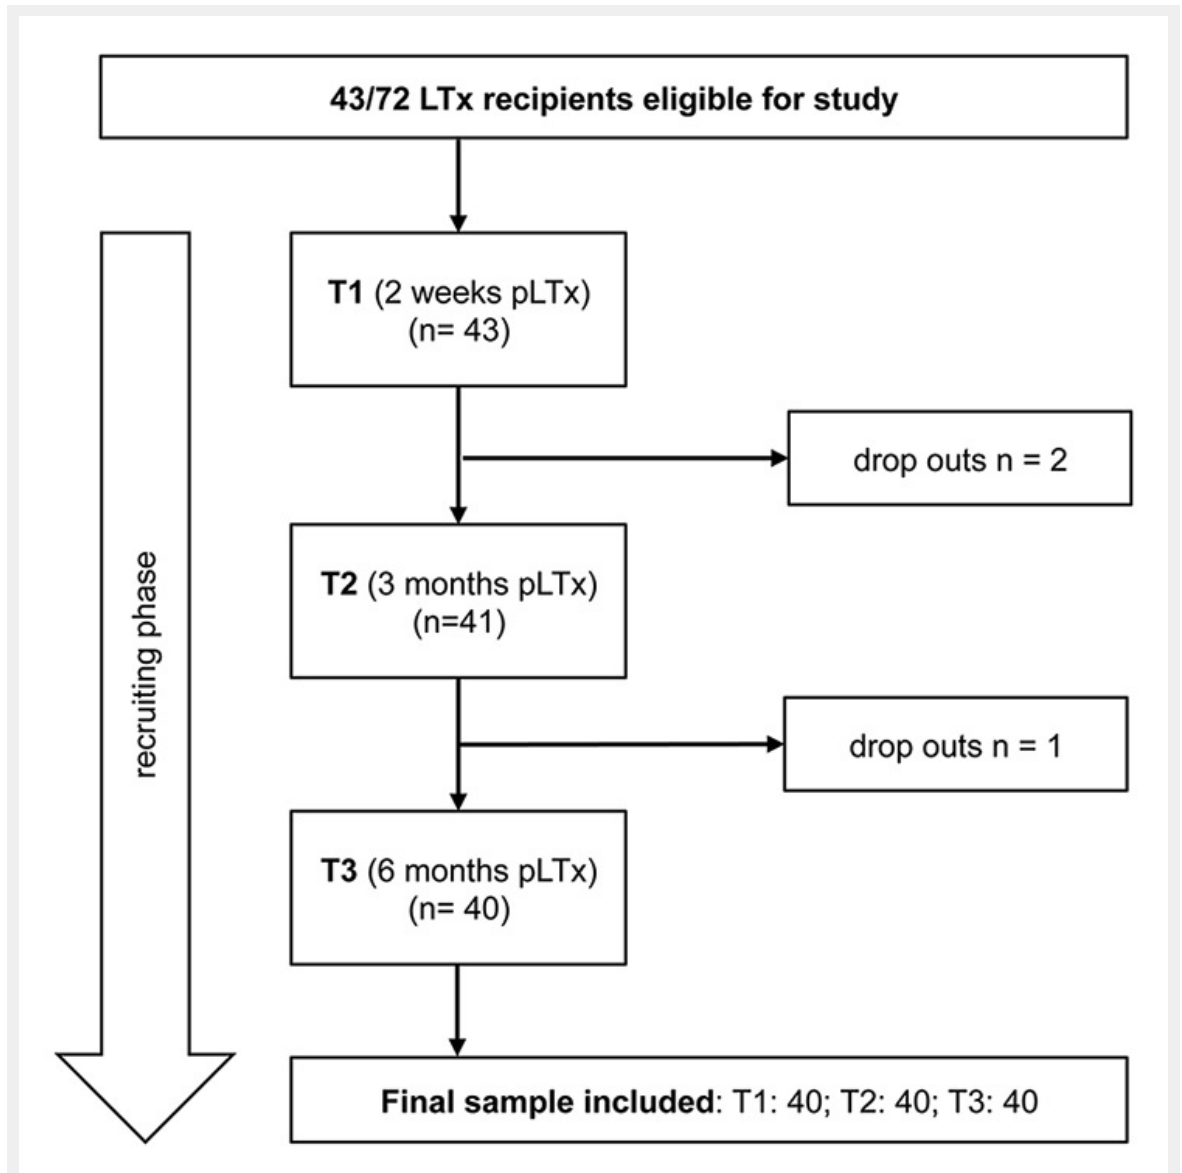 43/72 LTx recipients eligible for study
T1 (2 weeks pLTx)
(n= 43)
drop outs n = 2
T2 (3 months pLTx)
(n=41)
recruiting phase
drop outs n = 1
T3 (6 months pLTx)
(n= 40)
Final sample included: T1: 40; T2: 40; T3: 40